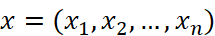 x = (x₁, x₂, …, xₙ)